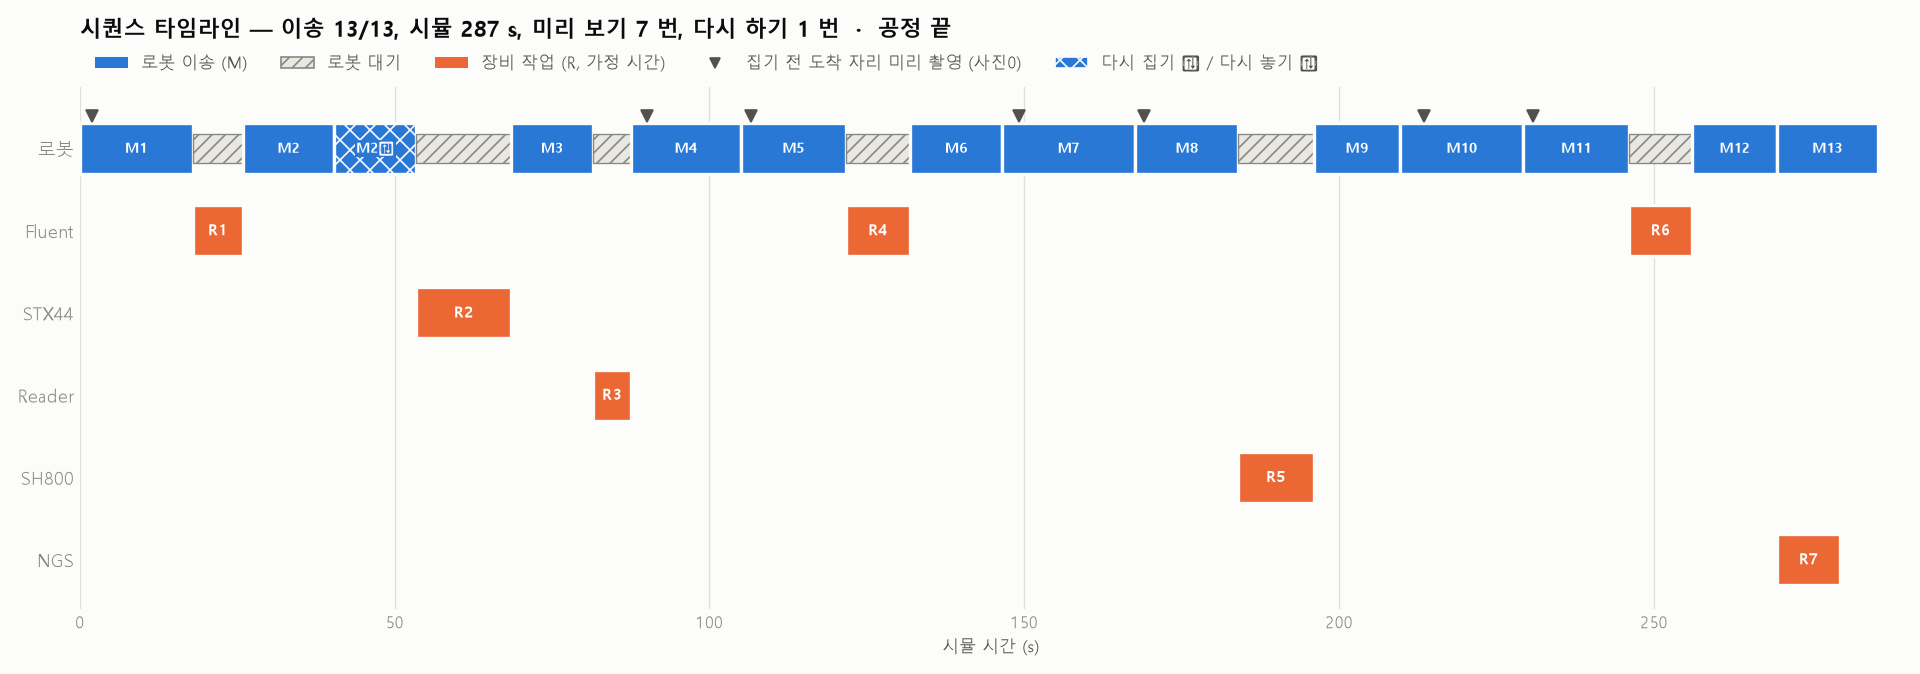 시퀀스 타임라인 — 이송 13/13, 시뮬 287 s, 미리 보기 7 번, 다시 하기 1 번 · 공정 끝
로봇 이송 (M) 로봇 대기 장비 작업 (R, 가정 시간) 집기 전 도착 자리 미리 촬영 (사진0) 다시 집기 / 다시 놓기
로봇 M1 M2 M2 M3 M4 M5 M6 M7 M8 M9 M10 M11 M12 M13
Fluent R1 R4 R6
STX44 R2
Reader R3
SH800 R5
NGS R7
0 50 100 150 200 250
시뮬 시간 (s)